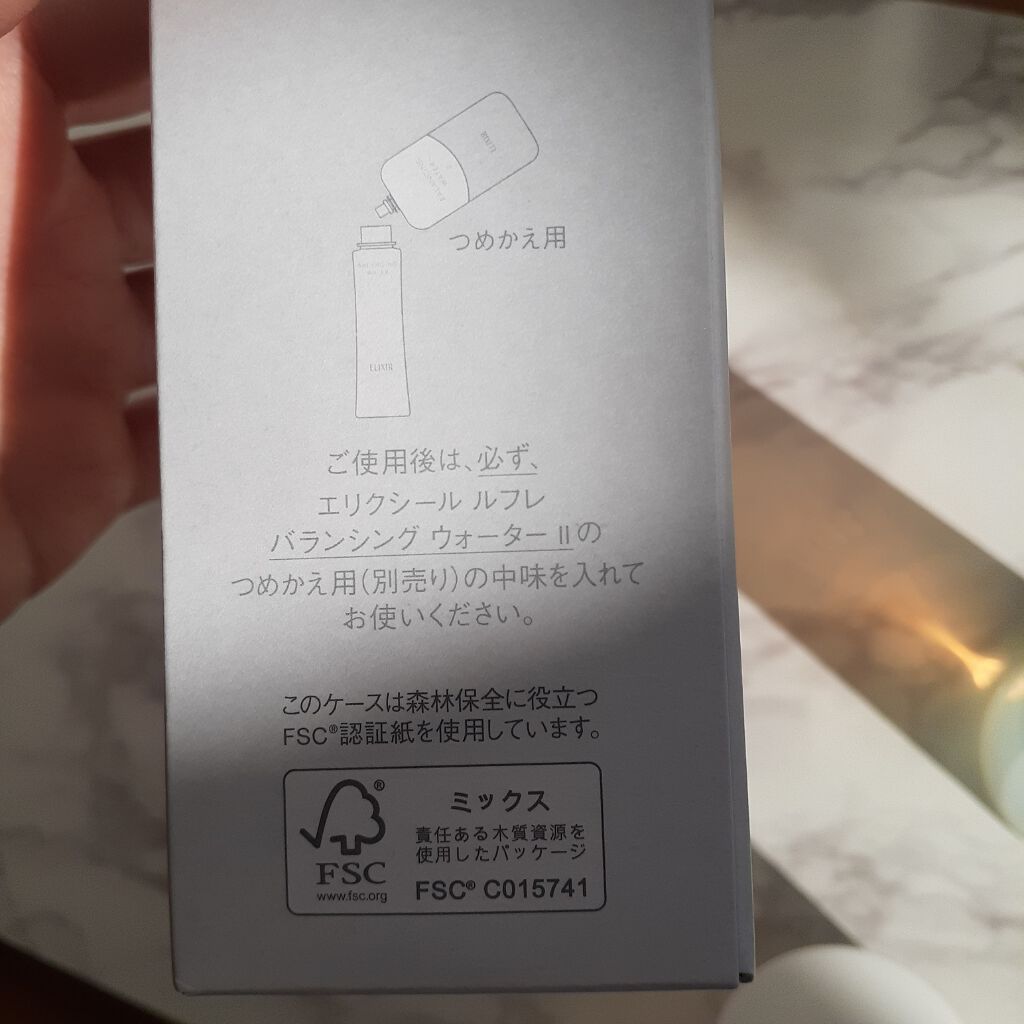 つめかえ用
ELIXIR
ご使用後は、必ず、
エリクシール ルフレ
バランシング ウォーター IIの
つめかえ用(別売り)の中味を入れて
お使いください。
このケースは森林保全に役立つ
FSC®認証紙を使用しています。
®
FSC
www.fsc.org
ミックス
責任ある木質資源を
使用したパッケージ
FSC® C015741